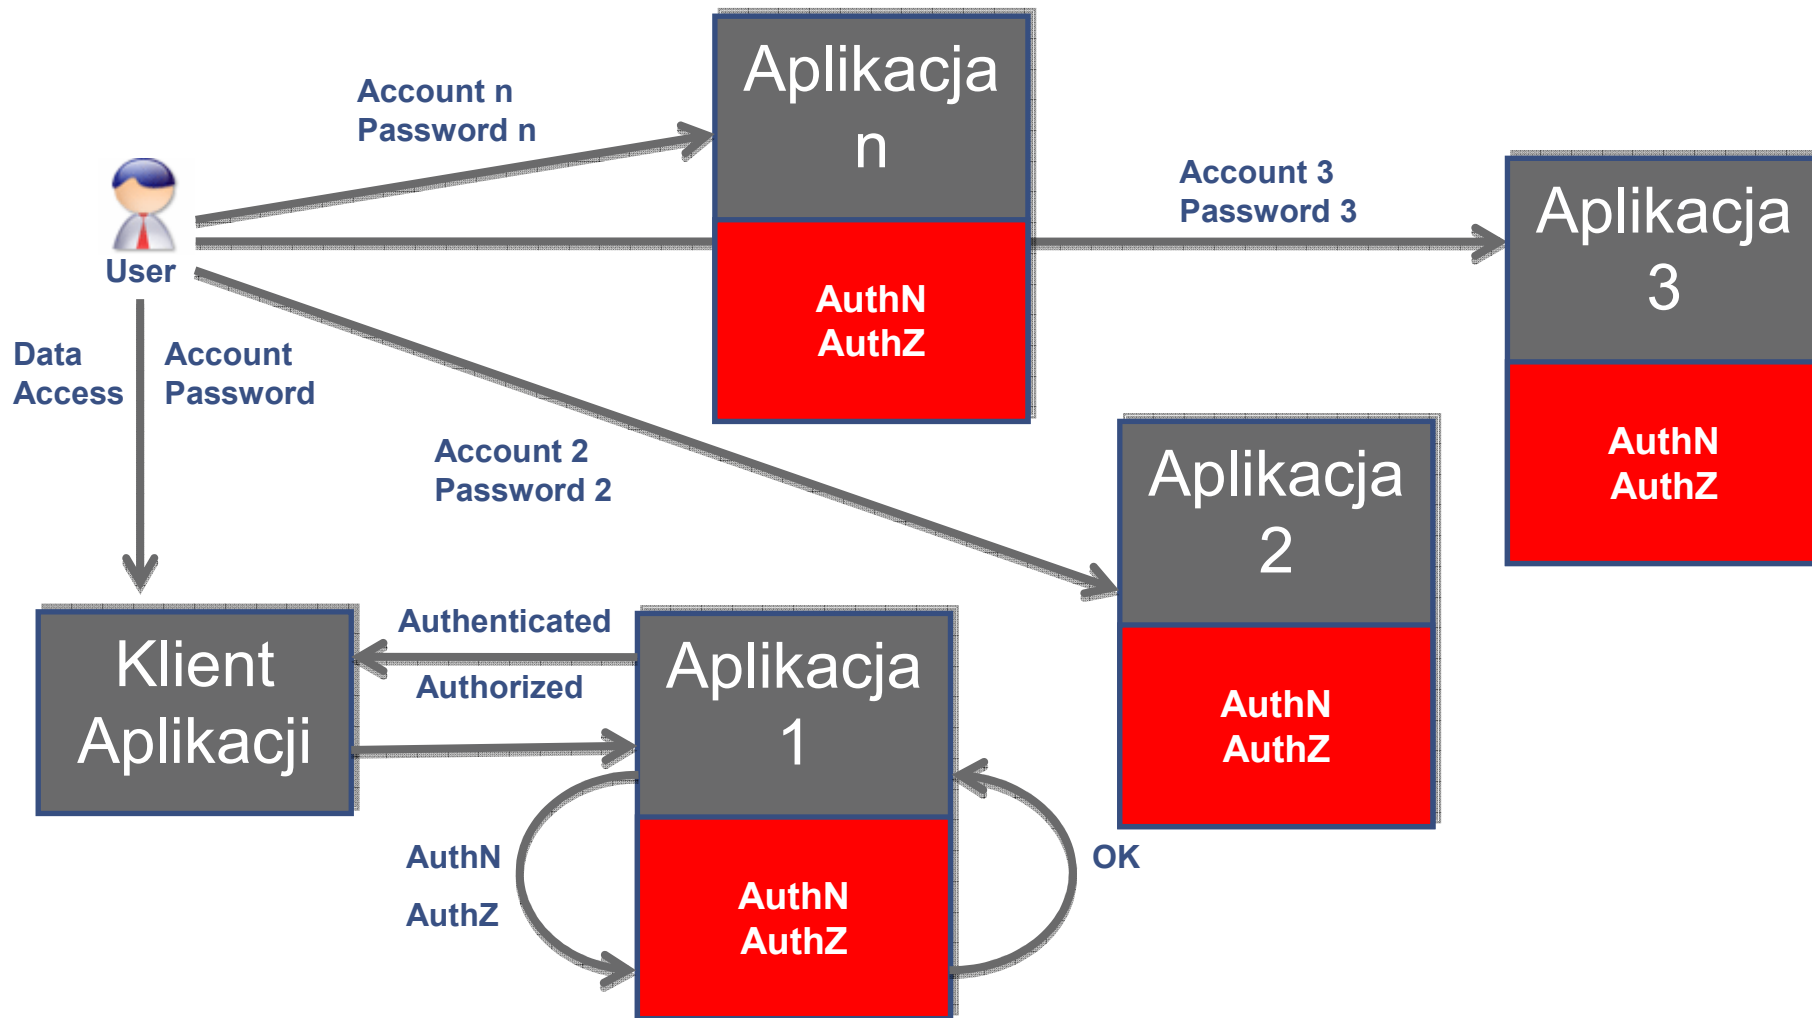 Aplikacja
n
AuthN
AuthZ
Account n
Password n
Account 3
Password 3
Aplikacja
3
AuthN
AuthZ
User
Data
Access
Account
Password
Account 2
Password 2
Aplikacja
2
AuthN
AuthZ
Klient
Aplikacji
Authenticated
Authorized
Aplikacja
1
AuthN
AuthZ
AuthN
AuthZ
OK